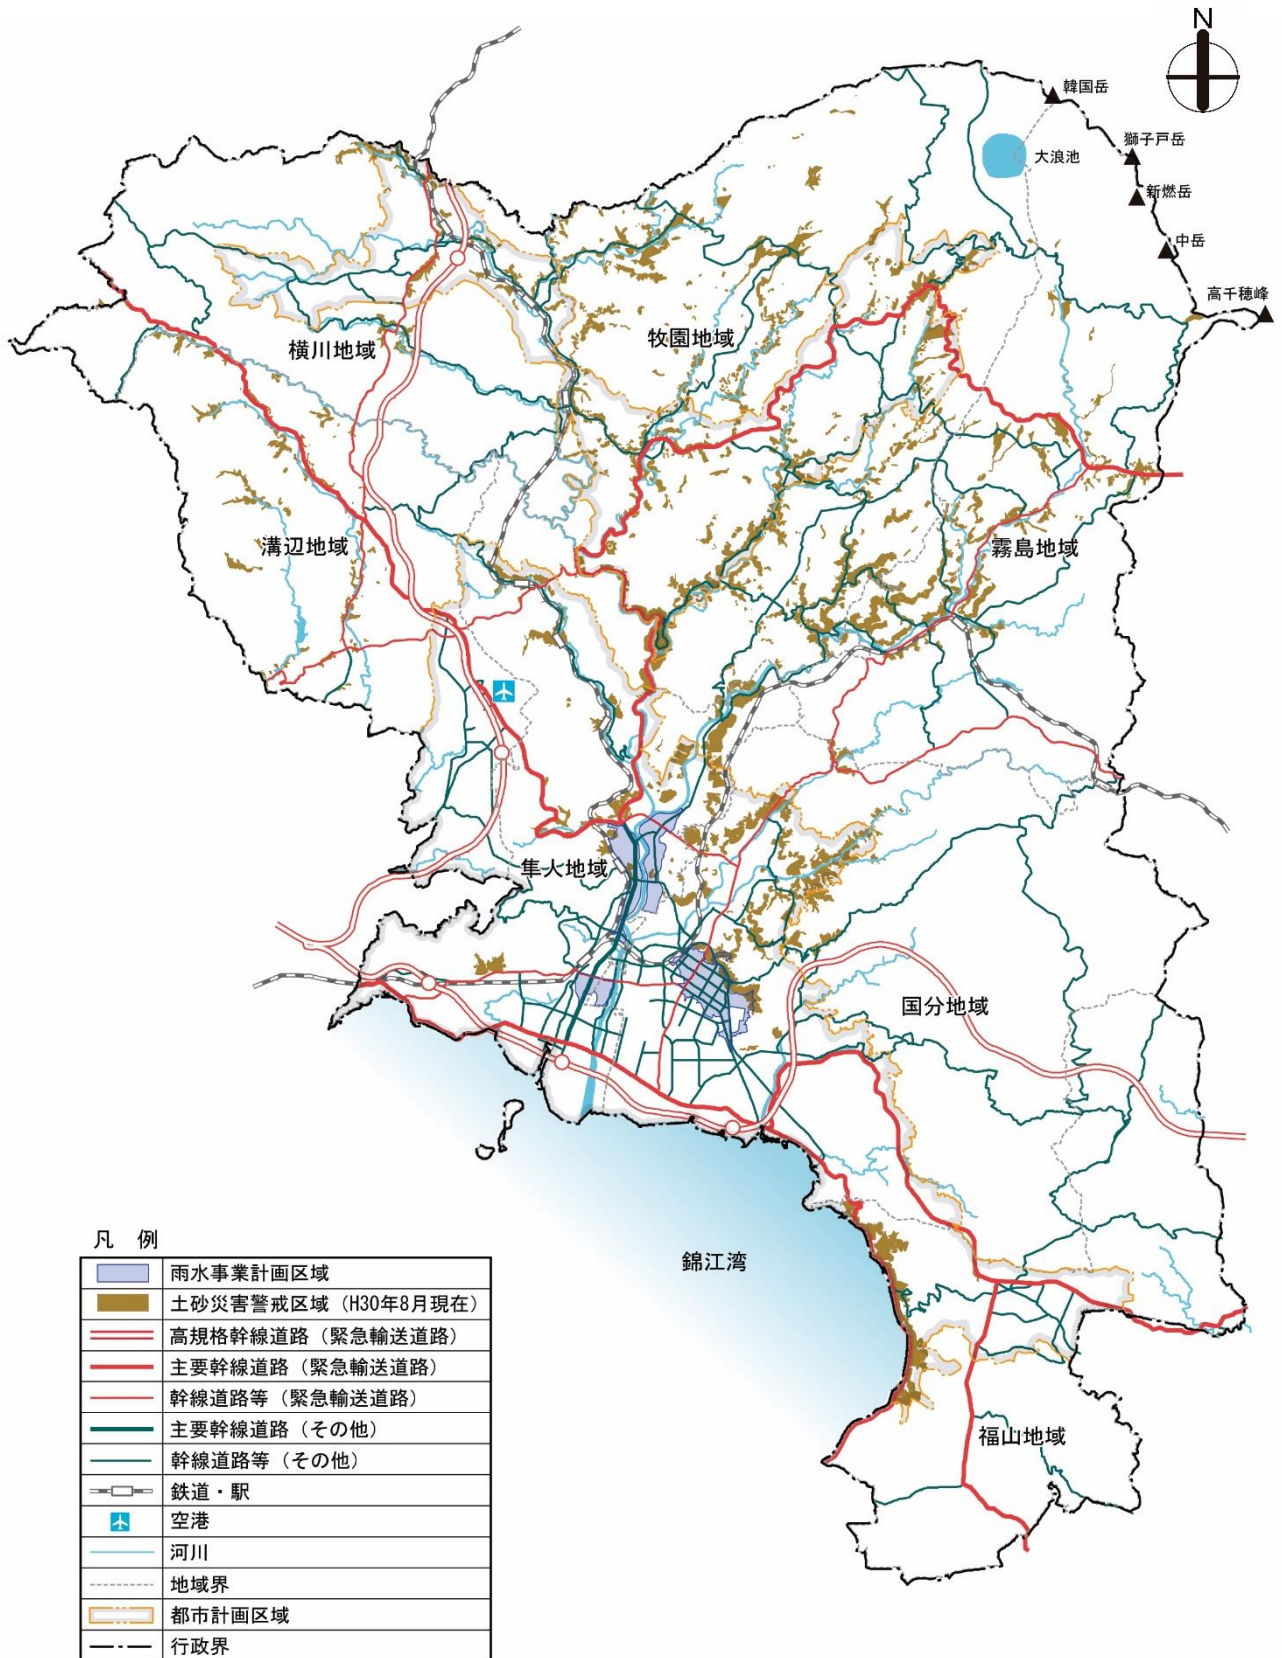 N
韓国岳
獅子戸岳
大浪池
新燃岳
中岳
高千穂峰
横川地域
牧園地域
溝辺地域
霧島地域
隼人地域
国分地域
錦江湾
福山地域
凡 例
雨水事業計画区域
土砂災害警戒区域（H30年8月現在）
高規格幹線道路（緊急輸送道路）
主要幹線道路（緊急輸送道路）
幹線道路等（緊急輸送道路）
主要幹線道路（その他）
幹線道路等（その他）
鉄道・駅
空港
河川
地域界
都市計画区域
行政界